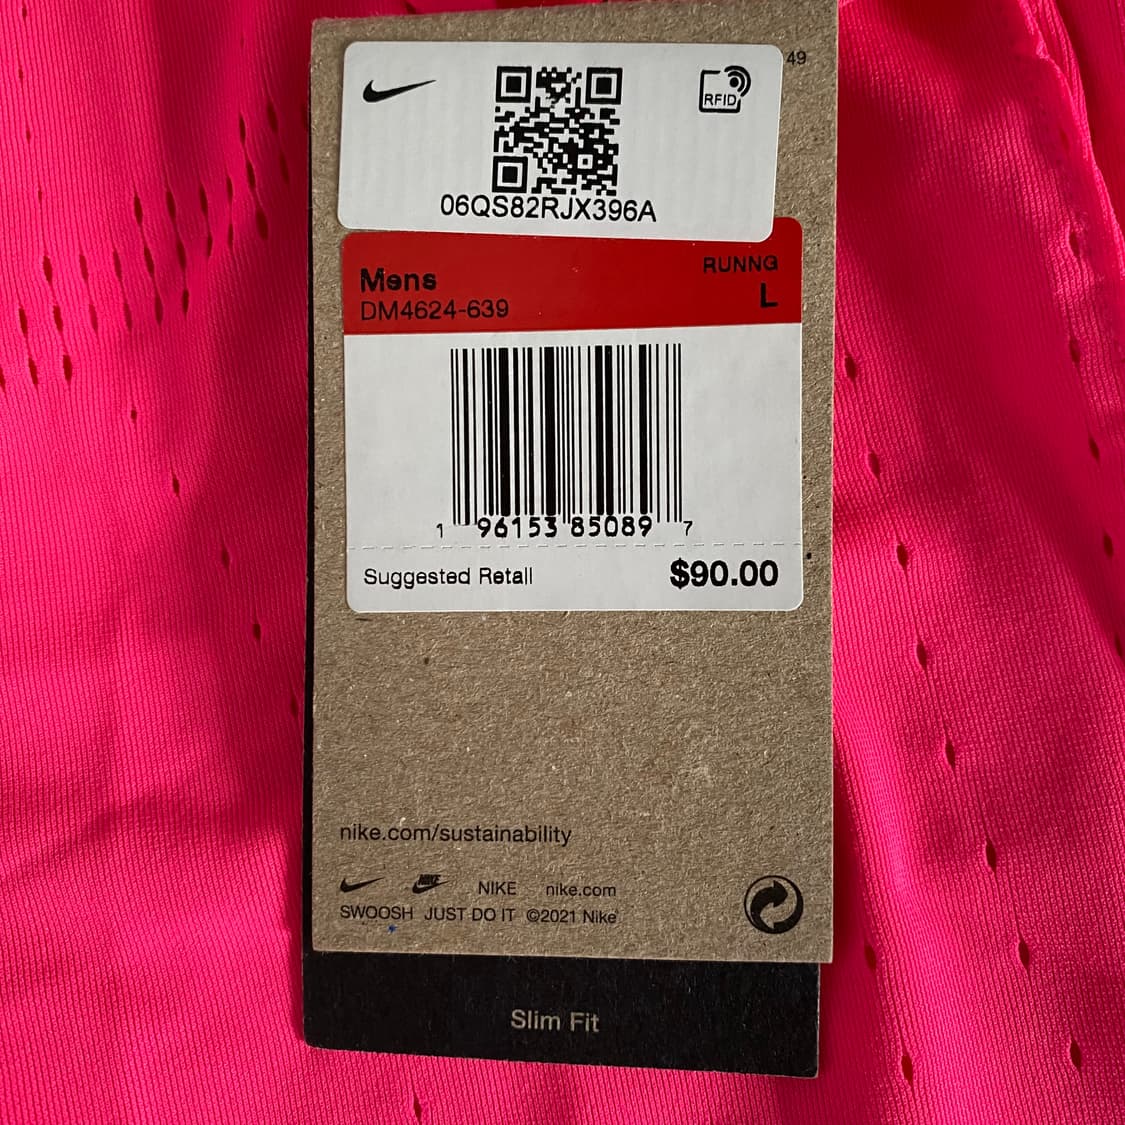 49
RFID
06QS82RJX396A
Mens
RUNNG
DM4624-639
L
1 96153 85089 7
Suggested Retail $90.00
nike.com/sustainability
NIKE NIKE nike.com
SWOOSH JUST DO IT ©2021 Nike
Slim Fit